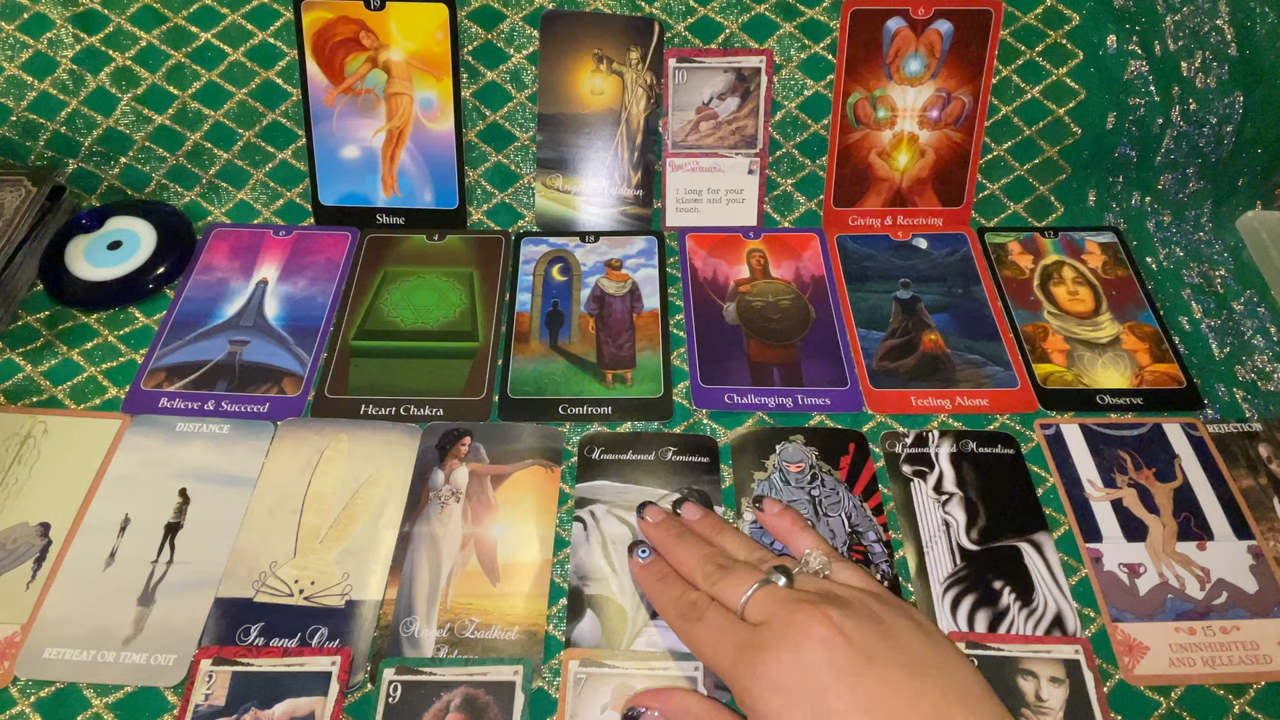 19
Shine
10
I long for your
kisses and your
touch.
6
Giving & Receiving
6
Believe & Succeed
4
Heart Chakra
18
Confront
5
Challenging Times
5
Feeling Alone
12
Observe
DISTANCE
RETREAT OR TIME OUT
In and Out
Angel Zadkiel
Unawakened Feminine
Unawakened Masculine
15
UNINHIBITED
AND RELEASED
REJECTION
2
9
7